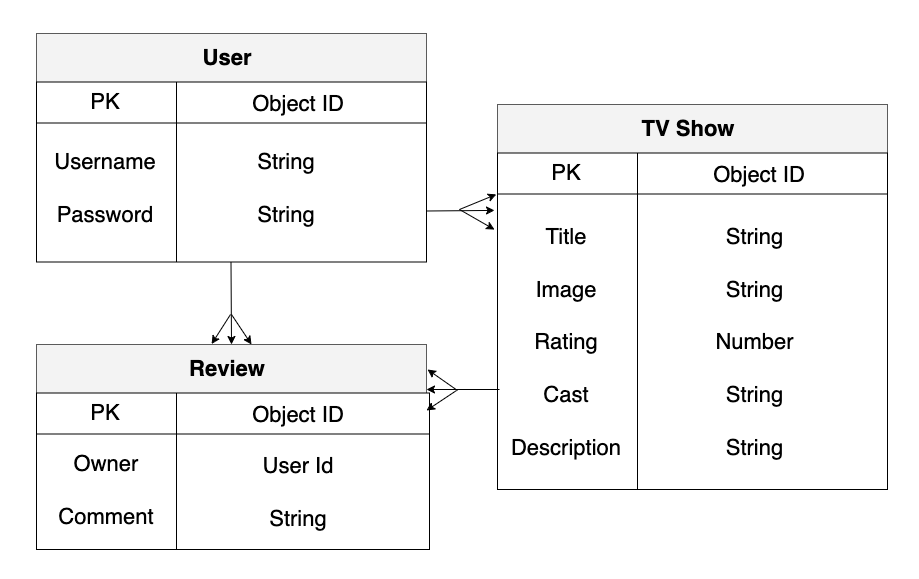 User
PK Object ID
Username String
Password String
TV Show
PK Object ID
Title String
Image String
Rating Number
Cast String
Description String
Review
PK Object ID
Owner User Id
Comment String